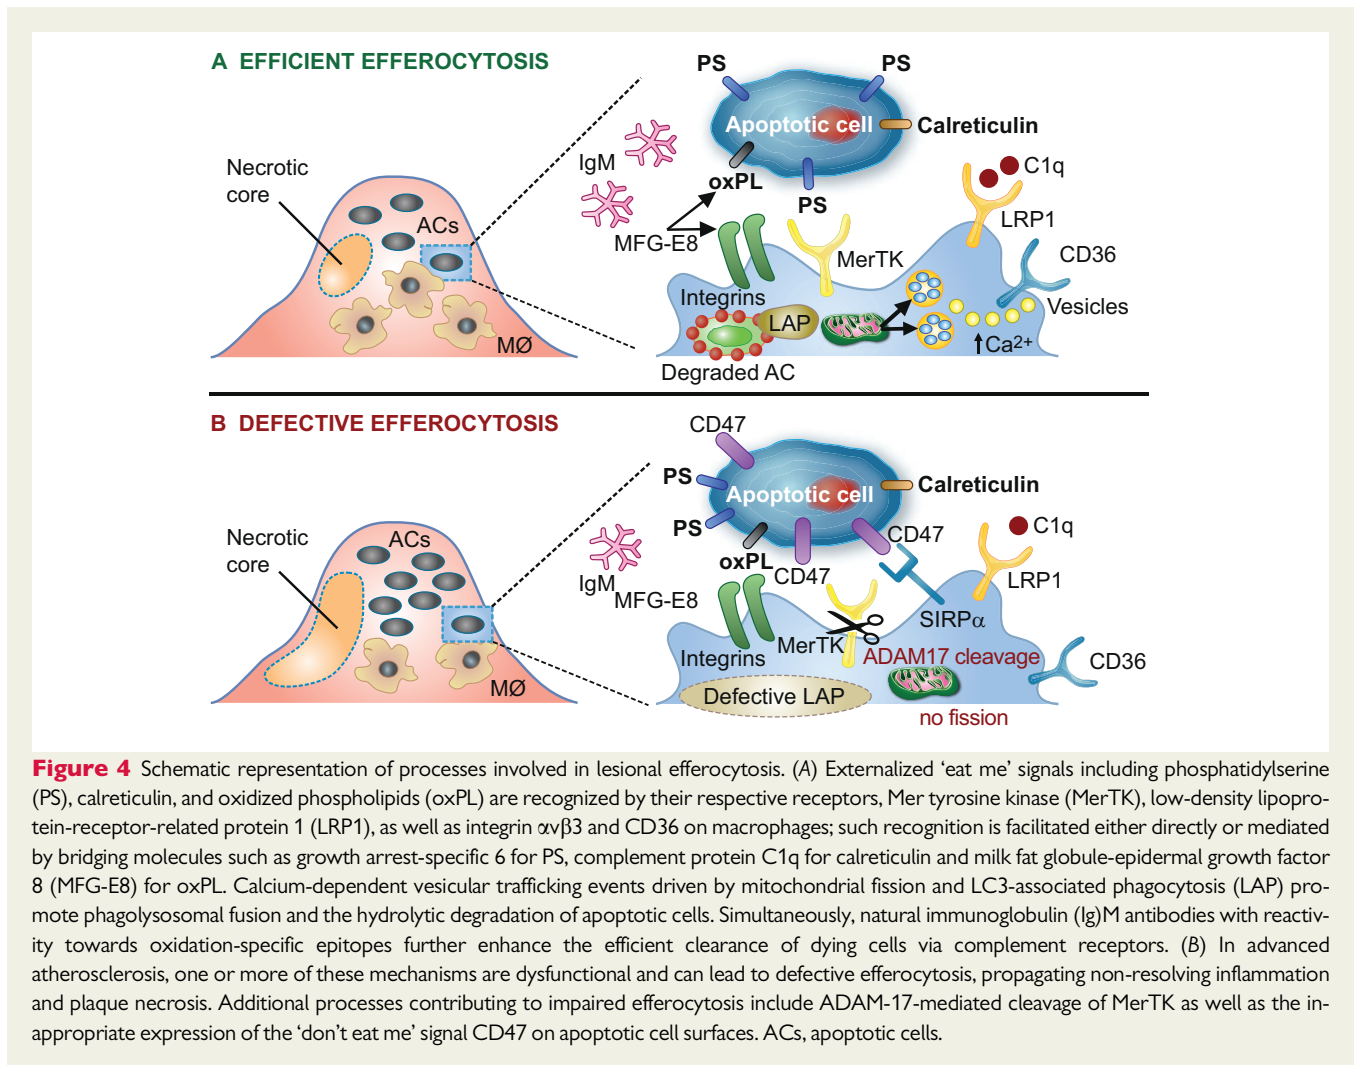 A EFFICIENT EFFEROCYTOSIS
PS
PS
Apoptotic cell
Calreticulin
IgM
oxPL
C1q
Necrotic
core
ACs
PS
LRP1
MFG-E8
MerTK
CD36
Integrins
Vesicles
LAP
MØ
Ca2+
Degraded AC
B DEFECTIVE EFFEROCYTOSIS
CD47
PS
Apoptotic cell
Calreticulin
PS
C1q
Necrotic
core
ACs
CD47
oxPL
CD47
IgM
LRP1
MFG-E8
SIRPα
MerTK
Integrins
ADAM17 cleavage
CD36
MØ
Defective LAP
no fission
Figure 4 Schematic representation of processes involved in lesional efferocytosis. (A) Externalized ‘eat me’ signals including phosphatidylserine
(PS), calreticulin, and oxidized phospholipids (oxPL) are recognized by their respective receptors, Mer tyrosine kinase (MerTK), low-density lipopro-
tein-receptor-related protein 1 (LRP1), as well as integrin αvβ3 and CD36 on macrophages; such recognition is facilitated either directly or mediated
by bridging molecules such as growth arrest-specific 6 for PS, complement protein C1q for calreticulin and milk fat globule-epidermal growth factor
8 (MFG-E8) for oxPL. Calcium-dependent vesicular trafficking events driven by mitochondrial fission and LC3-associated phagocytosis (LAP) pro-
mote phagolysosomal fusion and the hydrolytic degradation of apoptotic cells. Simultaneously, natural immunoglobulin (Ig)M antibodies with reactiv-
ity towards oxidation-specific epitopes further enhance the efficient clearance of dying cells via complement receptors. (B) In advanced
atherosclerosis, one or more of these mechanisms are dysfunctional and can lead to defective efferocytosis, propagating non-resolving inflammation
and plaque necrosis. Additional processes contributing to impaired efferocytosis include ADAM-17-mediated cleavage of MerTK as well as the in-
appropriate expression of the ‘don’t eat me’ signal CD47 on apoptotic cell surfaces. ACs, apoptotic cells.